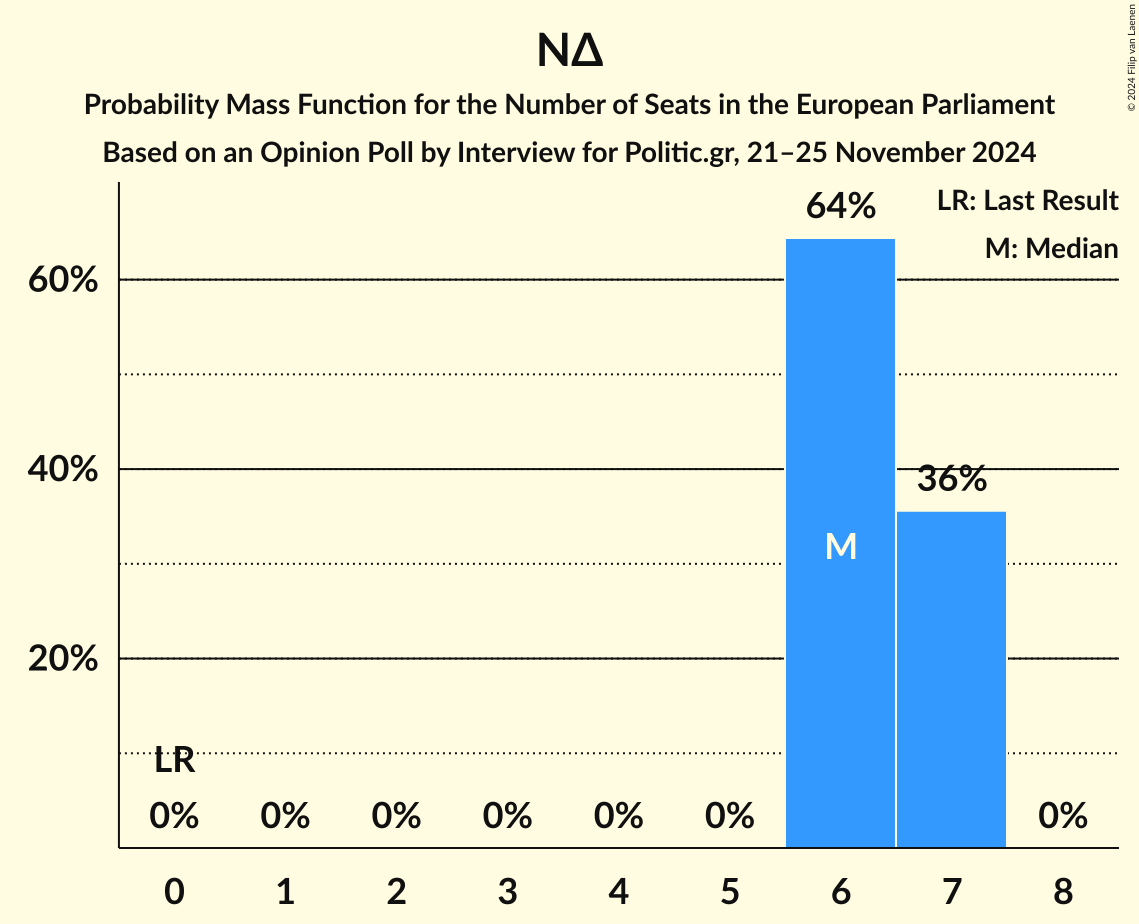 NΔ
Probability Mass Function for the Number of Seats in the European Parliament
Based on an Opinion Poll by Interview for Politic.gr, 21–25 November 2024
© 2024 Filip van Laenen
LR: Last Result
M: Median
64%
60%
40%
36%
M
20%
LR
0% 0% 0% 0% 0% 0% 0%
0 1 2 3 4 5 6 7 8